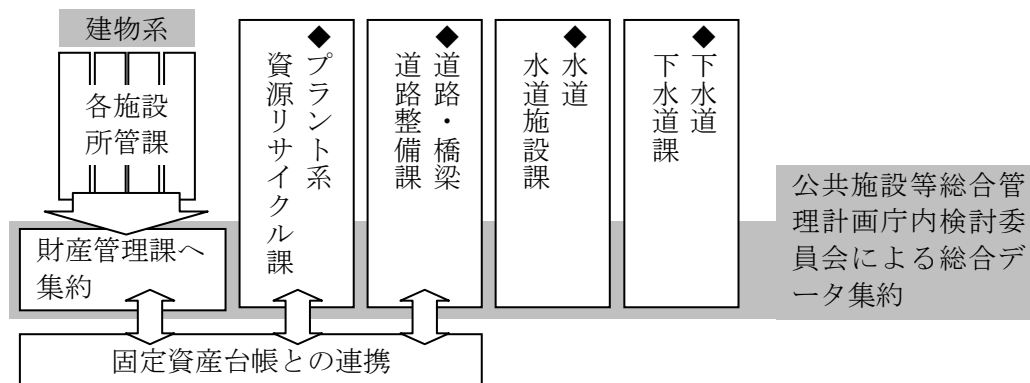 建物系
各施設
所管課
財産管理課へ
集約
◆プラント系
資源リサイクル課
◆道路・橋梁
道路整備課
◆水道
水道施設課
◆下水道
下水道課
公共施設等総合管
理計画庁内検討委
員会による総合デ
ータ集約
固定資産台帳との連携